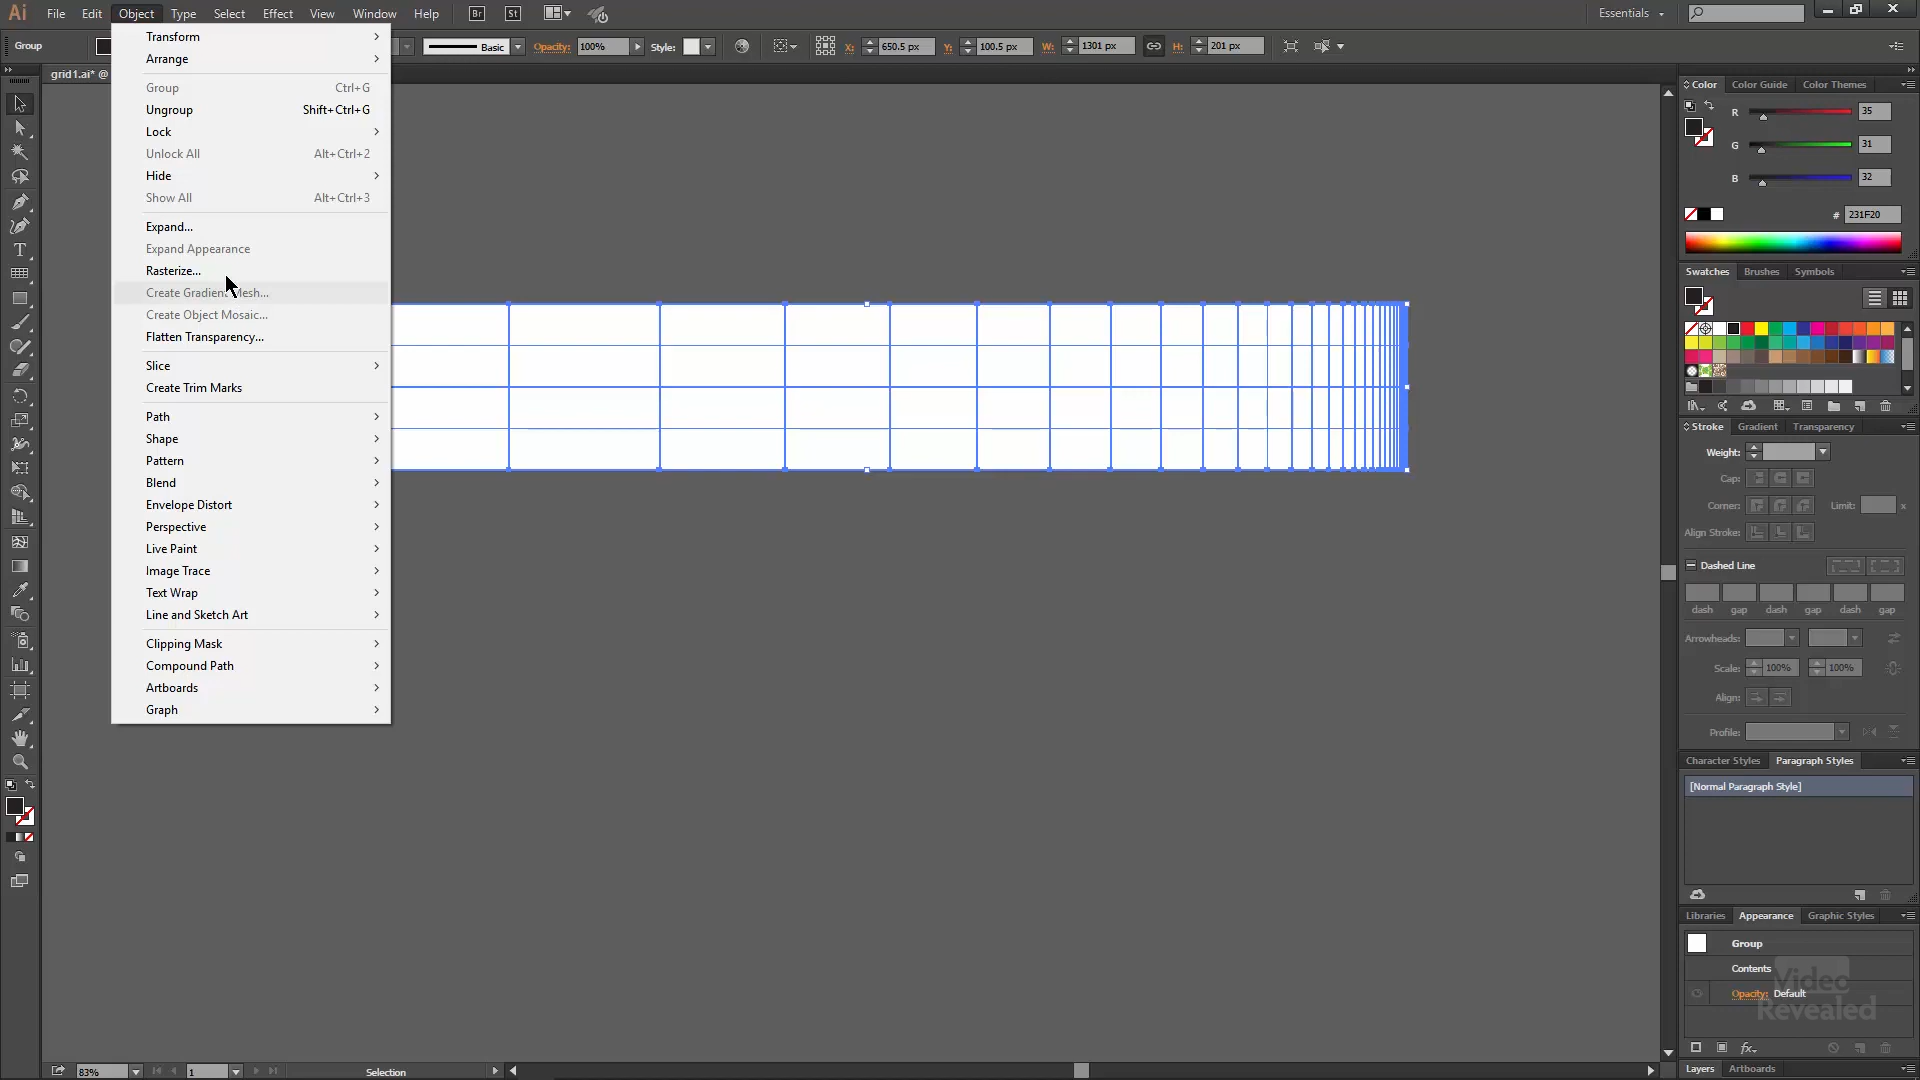 Ai File Edit Object Type Select Effect View Window Help Br St Essentials
Group Basic Opacity: 100% Style: X: 650.5 px Y: 100.5 px W: 1301 px H: 201 px
grid1.ai* @
Transform
Arrange
Group Ctrl+G
Ungroup Shift+Ctrl+G
Lock
Unlock All Alt+Ctrl+2
Hide
Show All Alt+Ctrl+3
Expand...
Expand Appearance
Rasterize...
Create Gradient Mesh...
Create Object Mosaic...
Flatten Transparency...
Slice
Create Trim Marks
Path
Shape
Pattern
Blend
Envelope Distort
Perspective
Live Paint
Image Trace
Text Wrap
Line and Sketch Art
Clipping Mask
Compound Path
Artboards
Graph
Color Color Guide Color Themes
R 35
G 31
B 32
# 231F20
Swatches Brushes Symbols
Stroke Gradient Transparency
Weight:
Cap:
Corner: Limit: x
Align Stroke:
Dashed Line
dash gap dash gap dash gap
Arrowheads:
Scale: 100% 100%
Align:
Profile:
Character Styles Paragraph Styles
[Normal Paragraph Style]
Libraries Appearance Graphic Styles
Group
Contents
Opacity: Default
Video
Revealed
fx
Layers Artboards
83% 1 Selection